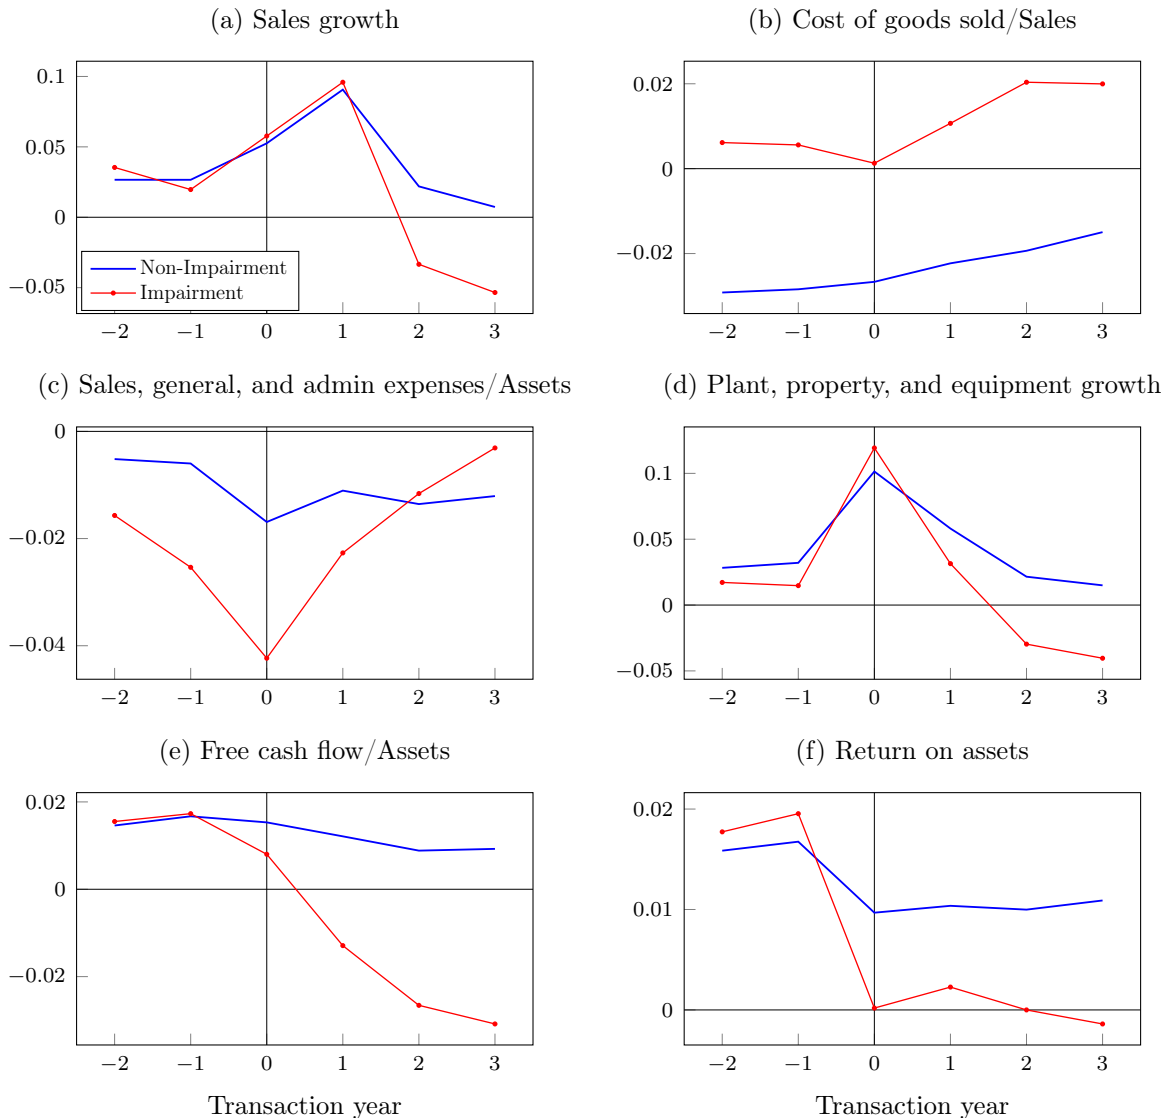 (a) Sales growth
0.1
0.05
0
−0.05
Non-Impairment
Impairment
−2 −1 0 1 2 3
(b) Cost of goods sold/Sales
0.02
0
−0.02
−2 −1 0 1 2 3
(c) Sales, general, and admin expenses/Assets
0
−0.02
−0.04
−2 −1 0 1 2 3
(d) Plant, property, and equipment growth
0.1
0.05
0
−0.05
−2 −1 0 1 2 3
(e) Free cash flow/Assets
0.02
0
−0.02
−2 −1 0 1 2 3
Transaction year
(f) Return on assets
0.02
0.01
0
−2 −1 0 1 2 3
Transaction year